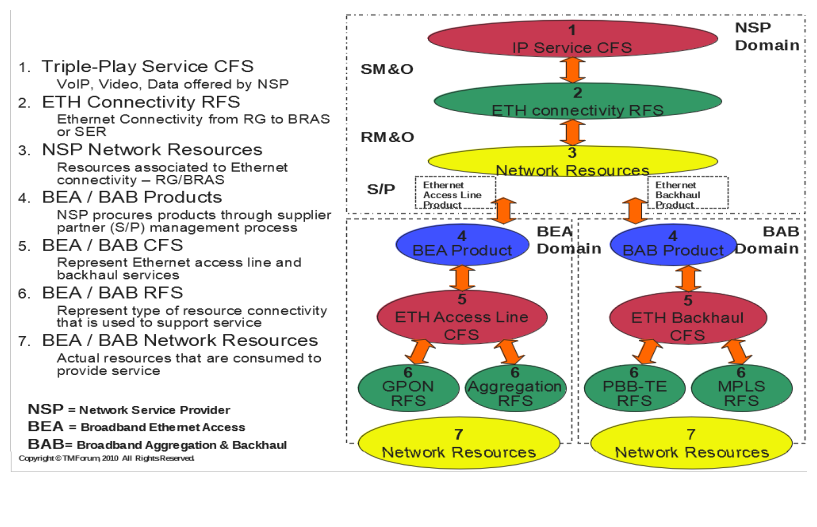 1. Triple-Play Service CFS
VoIP, Video, Data offered by NSP
2. ETH Connectivity RFS
Ethernet Connectivity from RG to BRAS
or SER
3. NSP Network Resources
Resources associated to Ethernet
connectivity – RG/BRAS
4. BEA / BAB Products
NSP procures products through supplier
partner (S/P) management process
5. BEA / BAB CFS
Represent Ethernet access line and
backhaul services
6. BEA / BAB RFS
Represent type of resource connectivity
that is used to support service
7. BEA / BAB Network Resources
Actual resources that are consumed to
provide service
NSP = Network Service Provider
BEA = Broadband Ethernet Access
BAB= Broadband Aggregation & Backhaul
Copyright © TMForum, 2010 All Rights Reserved.
NSP
Domain
1
IP Service CFS
SM&O
2
ETH connectivity RFS
RM&O
3
Network Resources
S/P
Ethernet
Access Line
Product
Ethernet
Backhaul
Product
BEA
Domain
4
BEA Product
5
ETH Access Line
CFS
6
GPON
RFS
6
Aggregation
RFS
7
Network Resources
BAB
Domain
4
BAB Product
5
ETH Backhaul
CFS
6
PBB-TE
RFS
6
MPLS
RFS
7
Network Resources